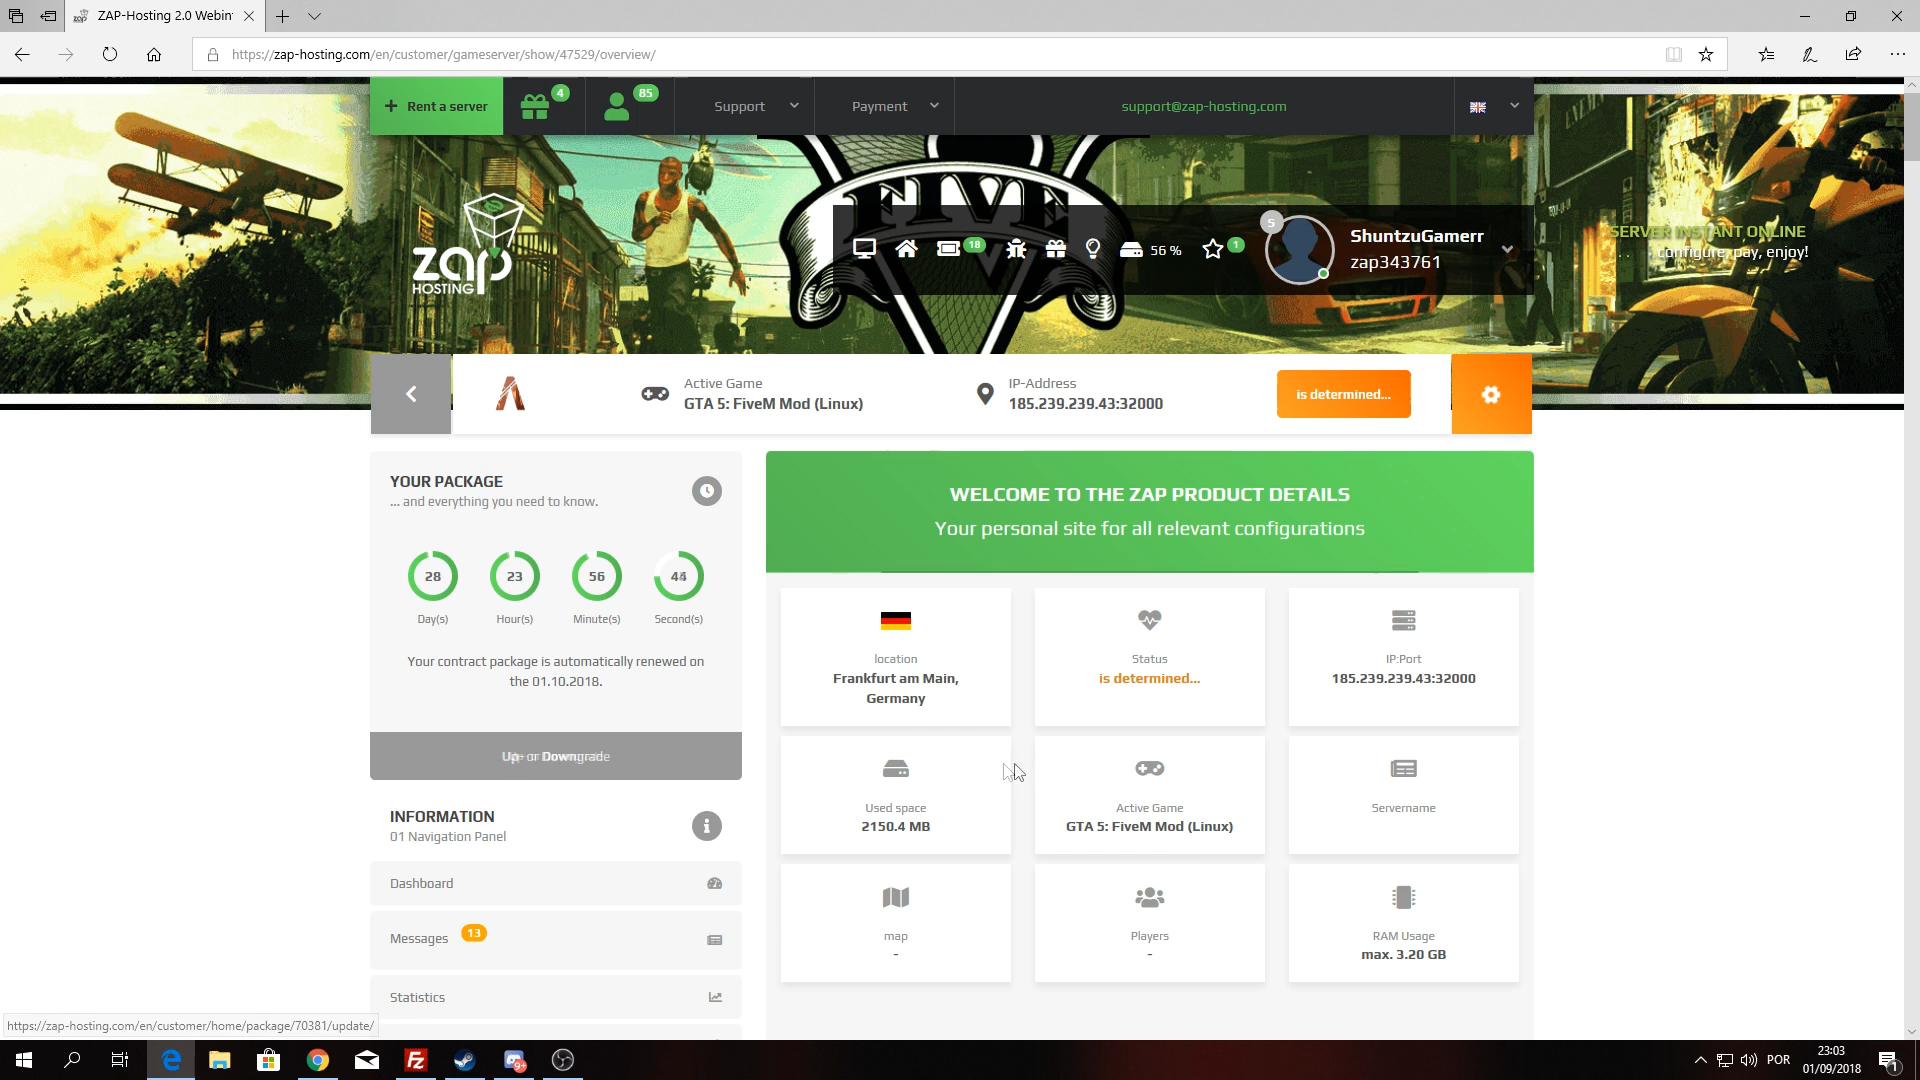 ZAP-Hosting 2.0 Webin
https://zap-hosting.com/en/customer/gameserver/show/47529/overview/
Rent a server
4
85
Support
Payment
support@zap-hosting.com
FIVE
zap
HOSTING
18
56 %
1
5
ShuntzuGamerr
zap343761
SERVER INSTANT ONLINE
configure, pay, enjoy!
Active Game
GTA 5: FiveM Mod (Linux)
IP-Address
185.239.239.43:32000
is determined...
YOUR PACKAGE
... and everything you need to know.
28
23
56
Day(s)
Hour(s)
Minute(s)
Second(s)
Your contract package is automatically renewed on
the 01.10.2018.
Up- or Downgrade
INFORMATION
01 Navigation Panel
Dashboard
Messages
13
Statistics
WELCOME TO THE ZAP PRODUCT DETAILS
Your personal site for all relevant configurations
location
Frankfurt am Main,
Germany
Status
is determined...
IP:Port
185.239.239.43:32000
Used space
2150.4 MB
Active Game
GTA 5: FiveM Mod (Linux)
Servername
map
-
Players
-
RAM Usage
max. 3.20 GB
https://zap-hosting.com/en/customer/home/package/70381/update/
9+
POR
23:03
01/09/2018
1